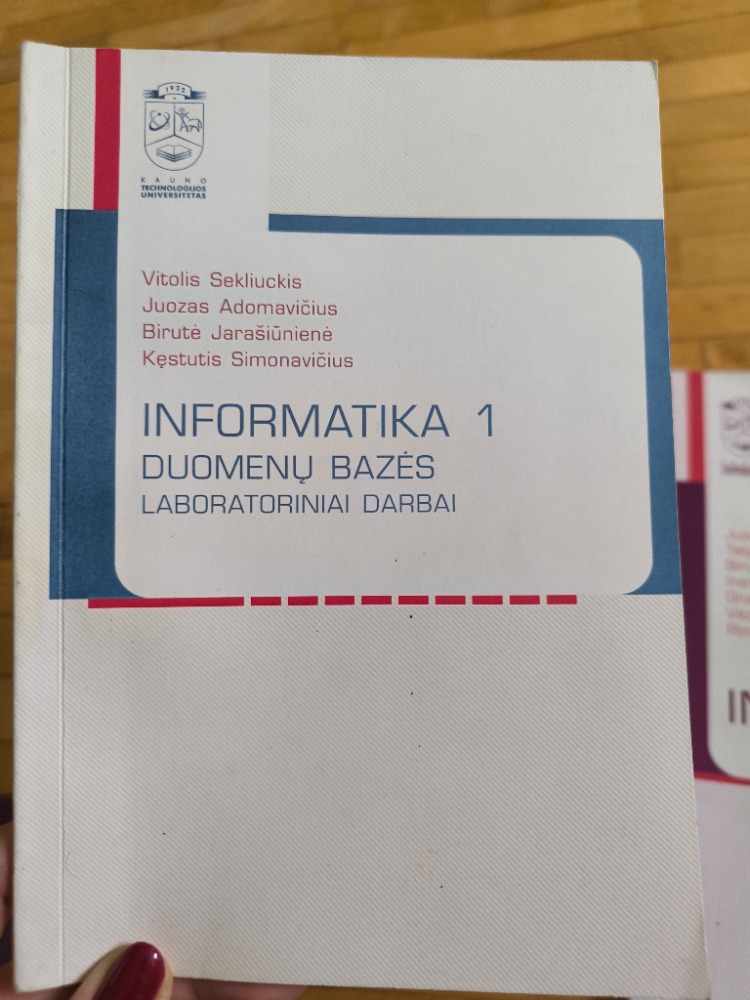 1922
KAUNO
TECHNOLOGIJOS
UNIVERSITETAS
Vitolis Sekliuckis
Juozas Adomavičius
Birutė Jarašiūnienė
Kęstutis Simonavičius
INFORMATIKA 1
DUOMENŲ BAZĖS
LABORATORINIAI DARBAI